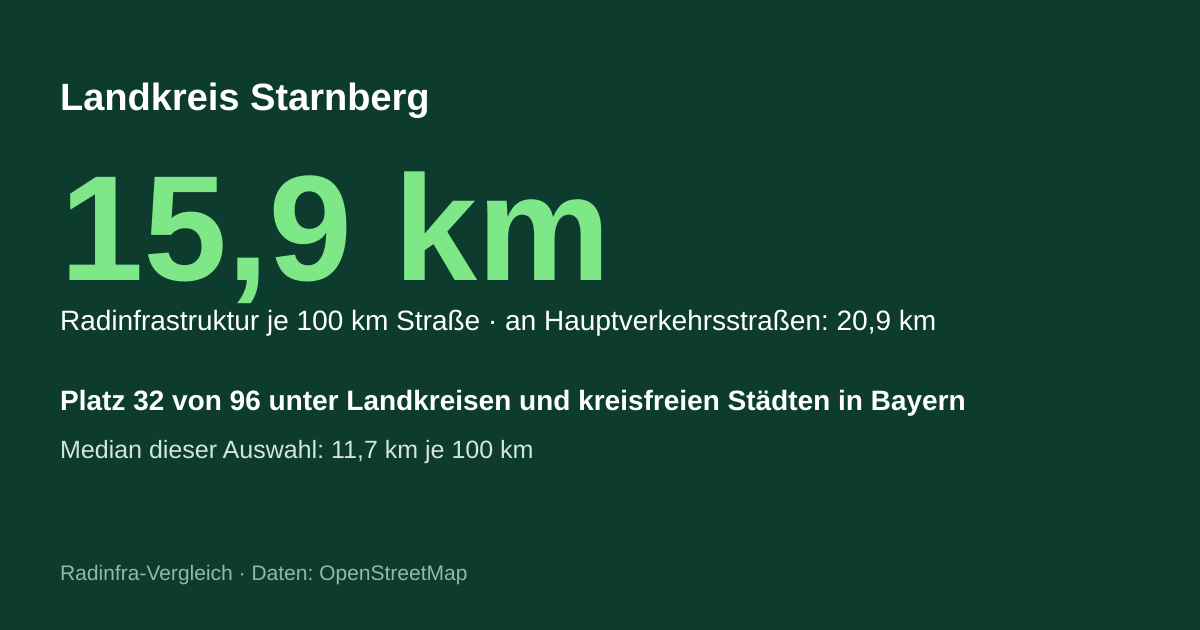 Landkreis Starnberg
15,9 km
Radinfrastruktur je 100 km Straße · an Hauptverkehrsstraßen: 20,9 km
Platz 32 von 96 unter Landkreisen und kreisfreien Städten in Bayern
Median dieser Auswahl: 11,7 km je 100 km
Radinfra-Vergleich · Daten: OpenStreetMap